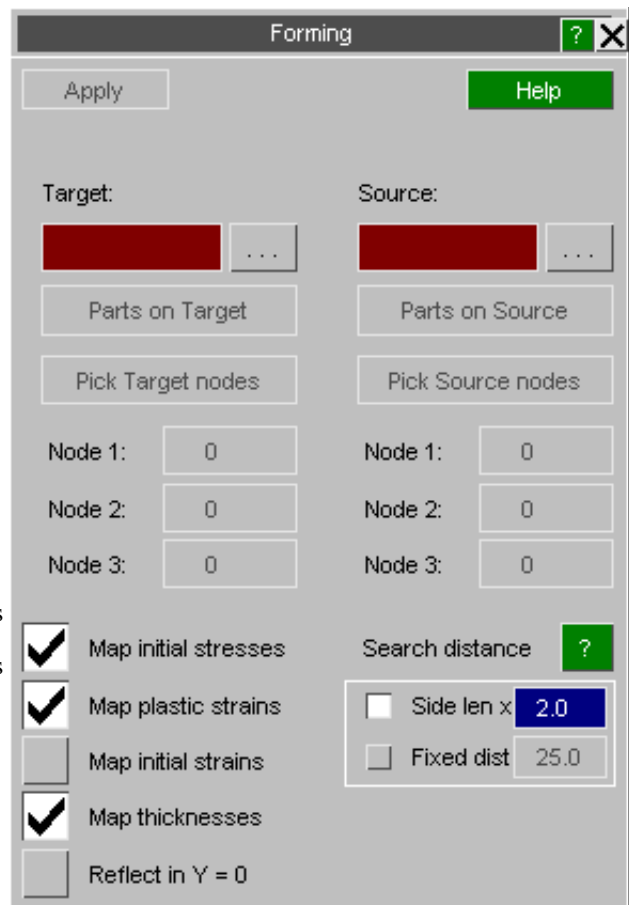 Forming ?
Apply Help
Target: Source:
... ...
Parts on Target Parts on Source
Pick Target nodes Pick Source nodes
Node 1: 0 Node 1: 0
Node 2: 0 Node 2: 0
Node 3: 0 Node 3: 0
s
Map initial stresses Search distance ?
s
Map plastic strains Side len x 2.0
Map initial strains Fixed dist 25.0
Map thicknesses
Reflect in Y = 0